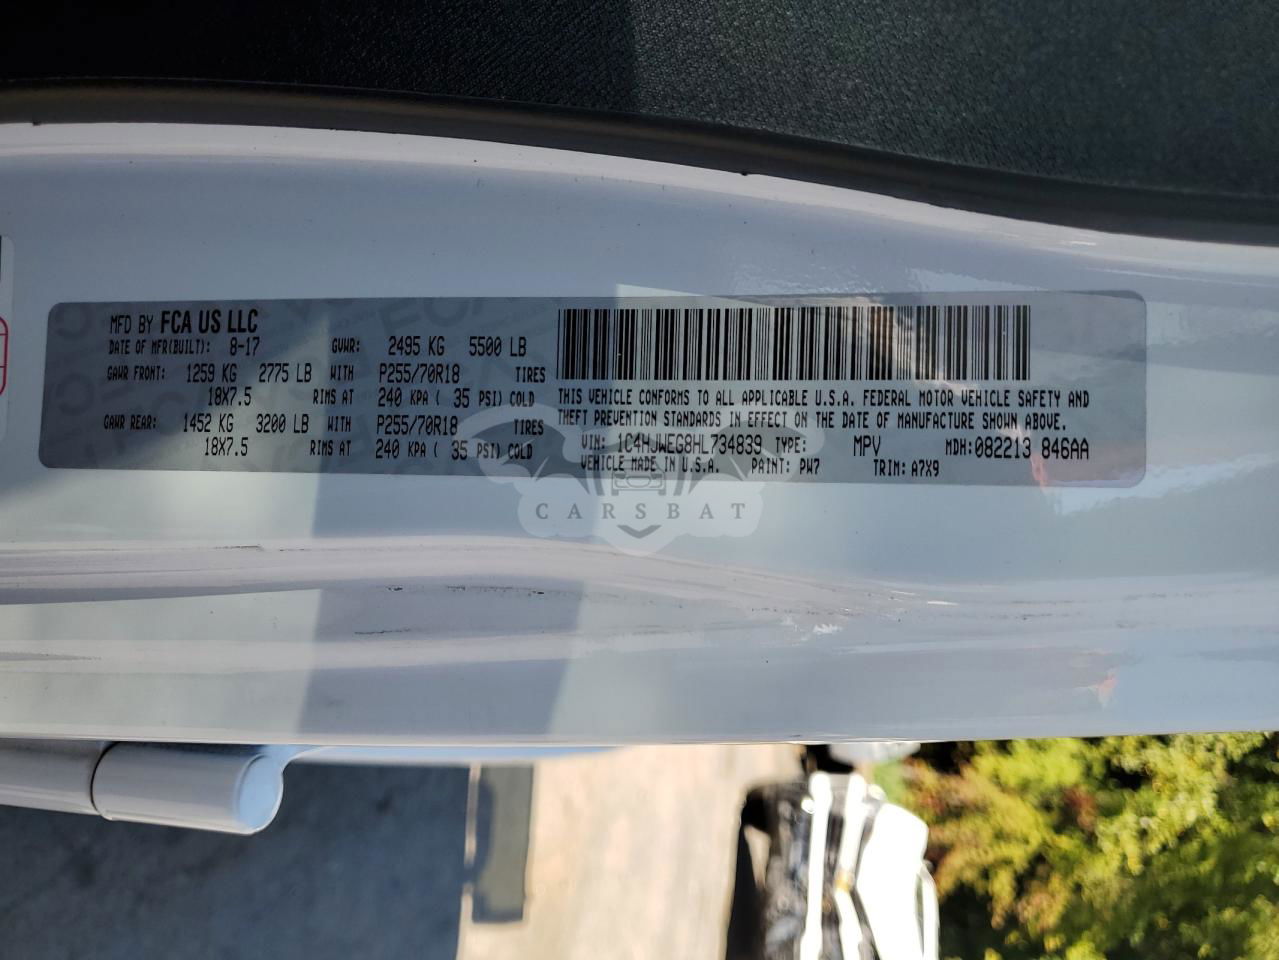 MFD BY FCA US LLC
DATE OF MFR(BUILT): 8-17 GVWR: 2495 KG 5500 LB
GAWR FRONT: 1259 KG 2775 LB WITH P255/70R18 TIRES
18X7.5 RIMS AT 240 KPA ( 35 PSI) COLD
GAWR REAR: 1452 KG 3200 LB WITH P255/70R18 TIRES
18X7.5 RIMS AT 240 KPA ( 35 PSI) COLD
THIS VEHICLE CONFORMS TO ALL APPLICABLE U.S.A. FEDERAL MOTOR VEHICLE SAFETY AND
THEFT PREVENTION STANDARDS IN EFFECT ON THE DATE OF MANUFACTURE SHOWN ABOVE.
VIN: 1C4HJWEG8HL734839 TYPE: MPV MDH:082213 846AA
VEHICLE MADE IN U.S.A. PAINT: PW7 TRIM: A7X9
CARSBAT